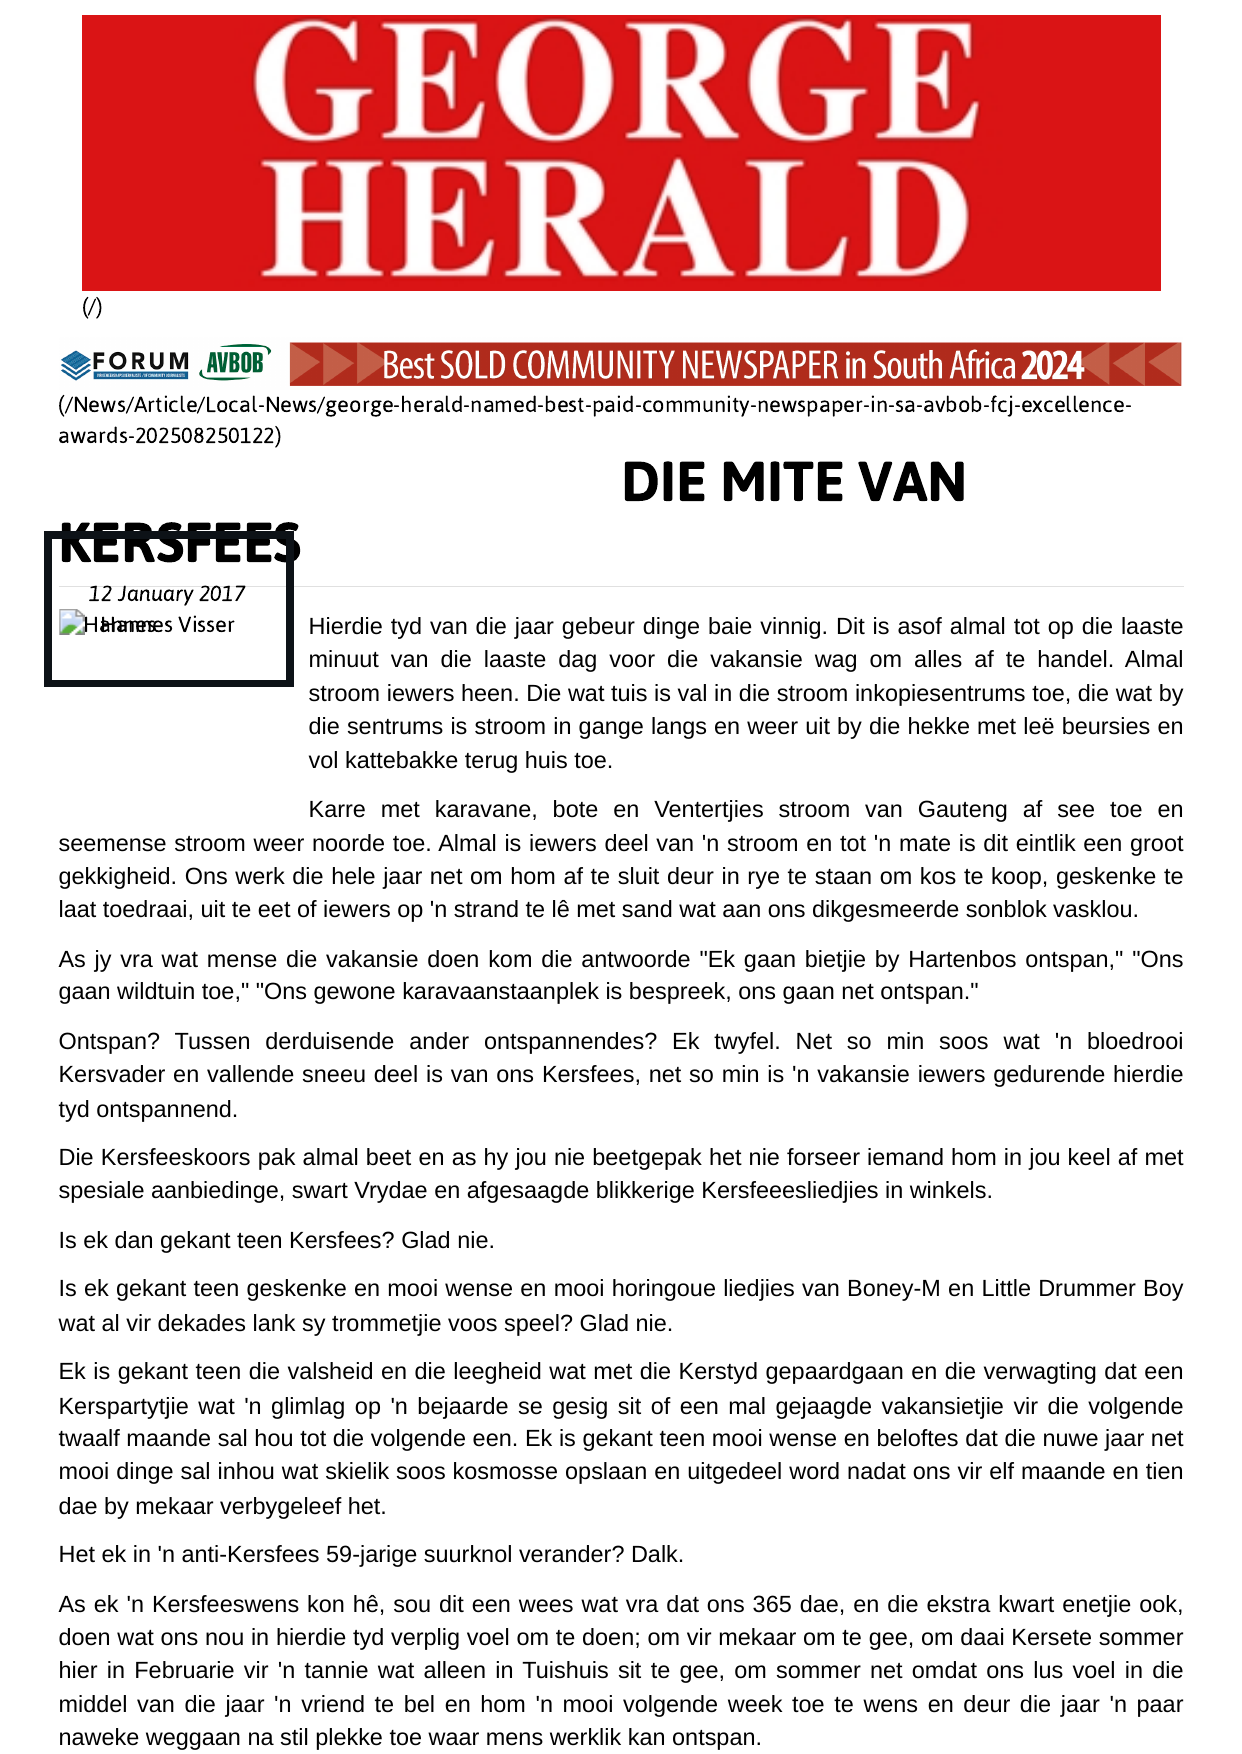 GEORGE
HERALD
(/)
FORUM AVBOB Best SOLD COMMUNITY NEWSPAPER in South Africa 2024
(/News/Article/Local-News/george-herald-named-best-paid-community-newspaper-in-sa-avbob-fcj-excellence-
awards-202508250122)
DIE MITE VAN
KERSFEES
12 January 2017
Hannes Visser
Hierdie tyd van die jaar gebeur dinge baie vinnig. Dit is asof almal tot op die laaste
minuut van die laaste dag voor die vakansie wag om alles af te handel. Almal
stroom iewers heen. Die wat tuis is val in die stroom inkopiesentrums toe, die wat by
die sentrums is stroom in gange langs en weer uit by die hekke met leë beursies en
vol kattebakke terug huis toe.
Karre met karavane, bote en Ventertjies stroom van Gauteng af see toe en
seemense stroom weer noorde toe. Almal is iewers deel van 'n stroom en tot 'n mate is dit eintlik een groot
gekkigheid. Ons werk die hele jaar net om hom af te sluit deur in rye te staan om kos te koop, geskenke te
laat toedraai, uit te eet of iewers op 'n strand te lê met sand wat aan ons dikgesmeerde sonblok vasklou.
As jy vra wat mense die vakansie doen kom die antwoorde "Ek gaan bietjie by Hartenbos ontspan," "Ons
gaan wildtuin toe," "Ons gewone karavaanstaanplek is bespreek, ons gaan net ontspan."
Ontspan? Tussen derduisende ander ontspannendes? Ek twyfel. Net so min soos wat 'n bloedrooi
Kersvader en vallende sneeu deel is van ons Kersfees, net so min is 'n vakansie iewers gedurende hierdie
tyd ontspannend.
Die Kersfeeskoors pak almal beet en as hy jou nie beetgepak het nie forseer iemand hom in jou keel af met
spesiale aanbiedinge, swart Vrydae en afgesaagde blikkerige Kersfeeesliedjies in winkels.
Is ek dan gekant teen Kersfees? Glad nie.
Is ek gekant teen geskenke en mooi wense en mooi horingoue liedjies van Boney-M en Little Drummer Boy
wat al vir dekades lank sy trommetjie voos speel? Glad nie.
Ek is gekant teen die valsheid en die leegheid wat met die Kerstyd gepaardgaan en die verwagting dat een
Kerspartytjie wat 'n glimlag op 'n bejaarde se gesig sit of een mal gejaagde vakansietjie vir die volgende
twaalf maande sal hou tot die volgende een. Ek is gekant teen mooi wense en beloftes dat die nuwe jaar net
mooi dinge sal inhou wat skielik soos kosmosse opslaan en uitgedeel word nadat ons vir elf maande en tien
dae by mekaar verbygeleef het.
Het ek in 'n anti-Kersfees 59-jarige suurknol verander? Dalk.
As ek 'n Kersfeeswens kon hê, sou dit een wees wat vra dat ons 365 dae, en die ekstra kwart enetjie ook,
doen wat ons nou in hierdie tyd verplig voel om te doen; om vir mekaar om te gee, om daai Kersete sommer
hier in Februarie vir 'n tannie wat alleen in Tuishuis sit te gee, om sommer net omdat ons lus voel in die
middel van die jaar 'n vriend te bel en hom 'n mooi volgende week toe te wens en deur die jaar 'n paar
naweke weggaan na stil plekke toe waar mens werklik kan ontspan.